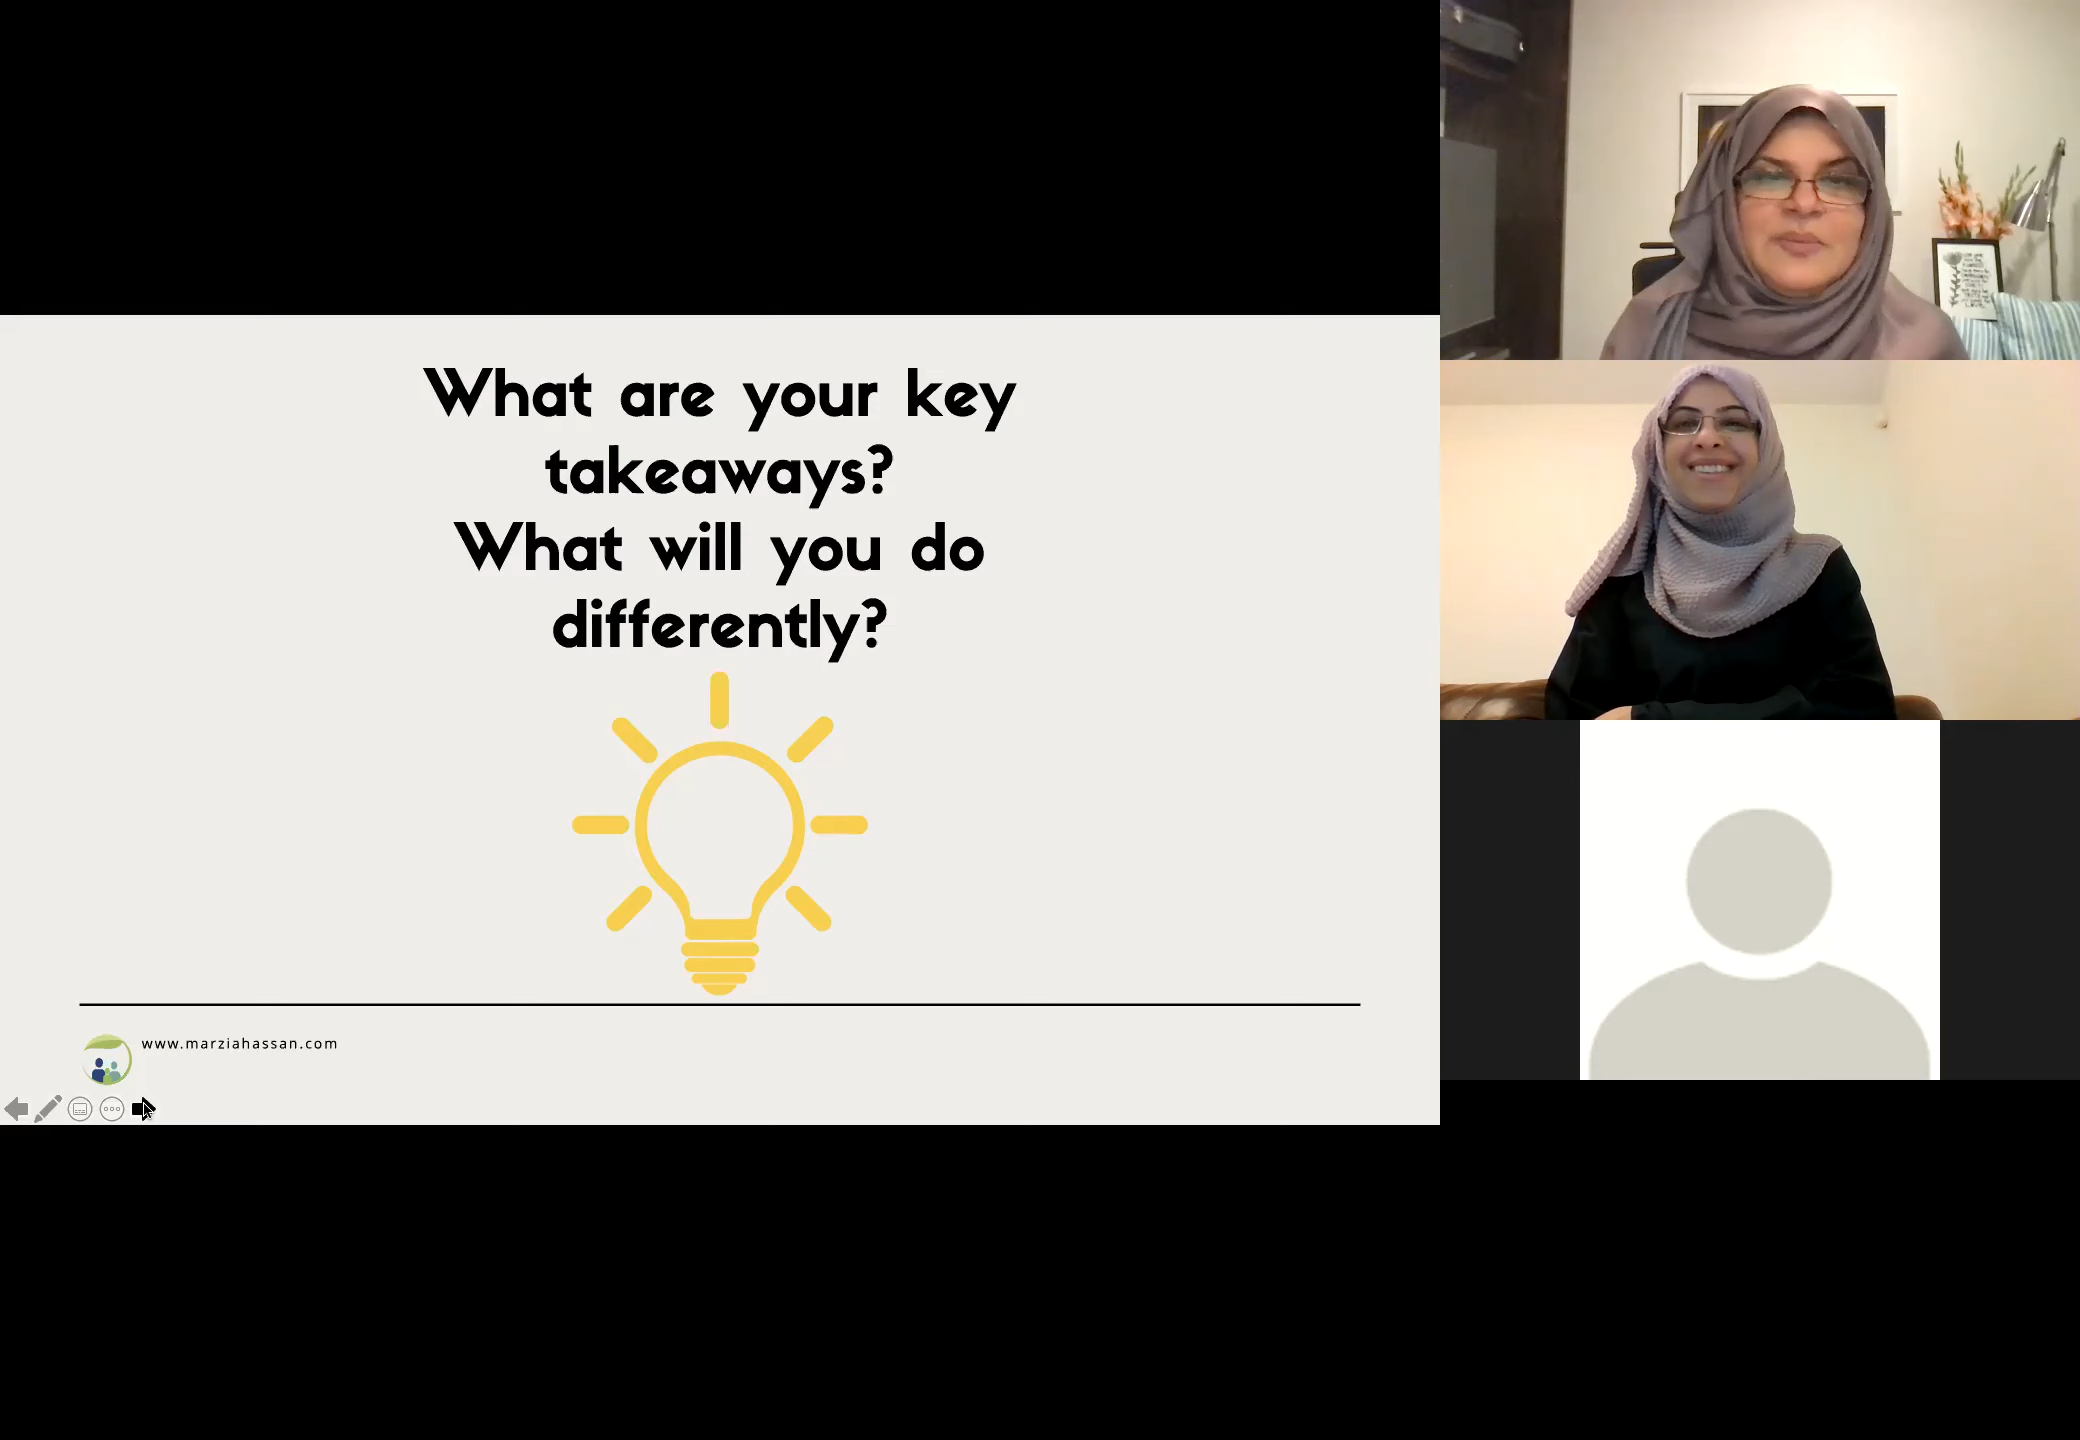 What are your key
takeaways?
What will you do
differently?
www.marziahassan.com